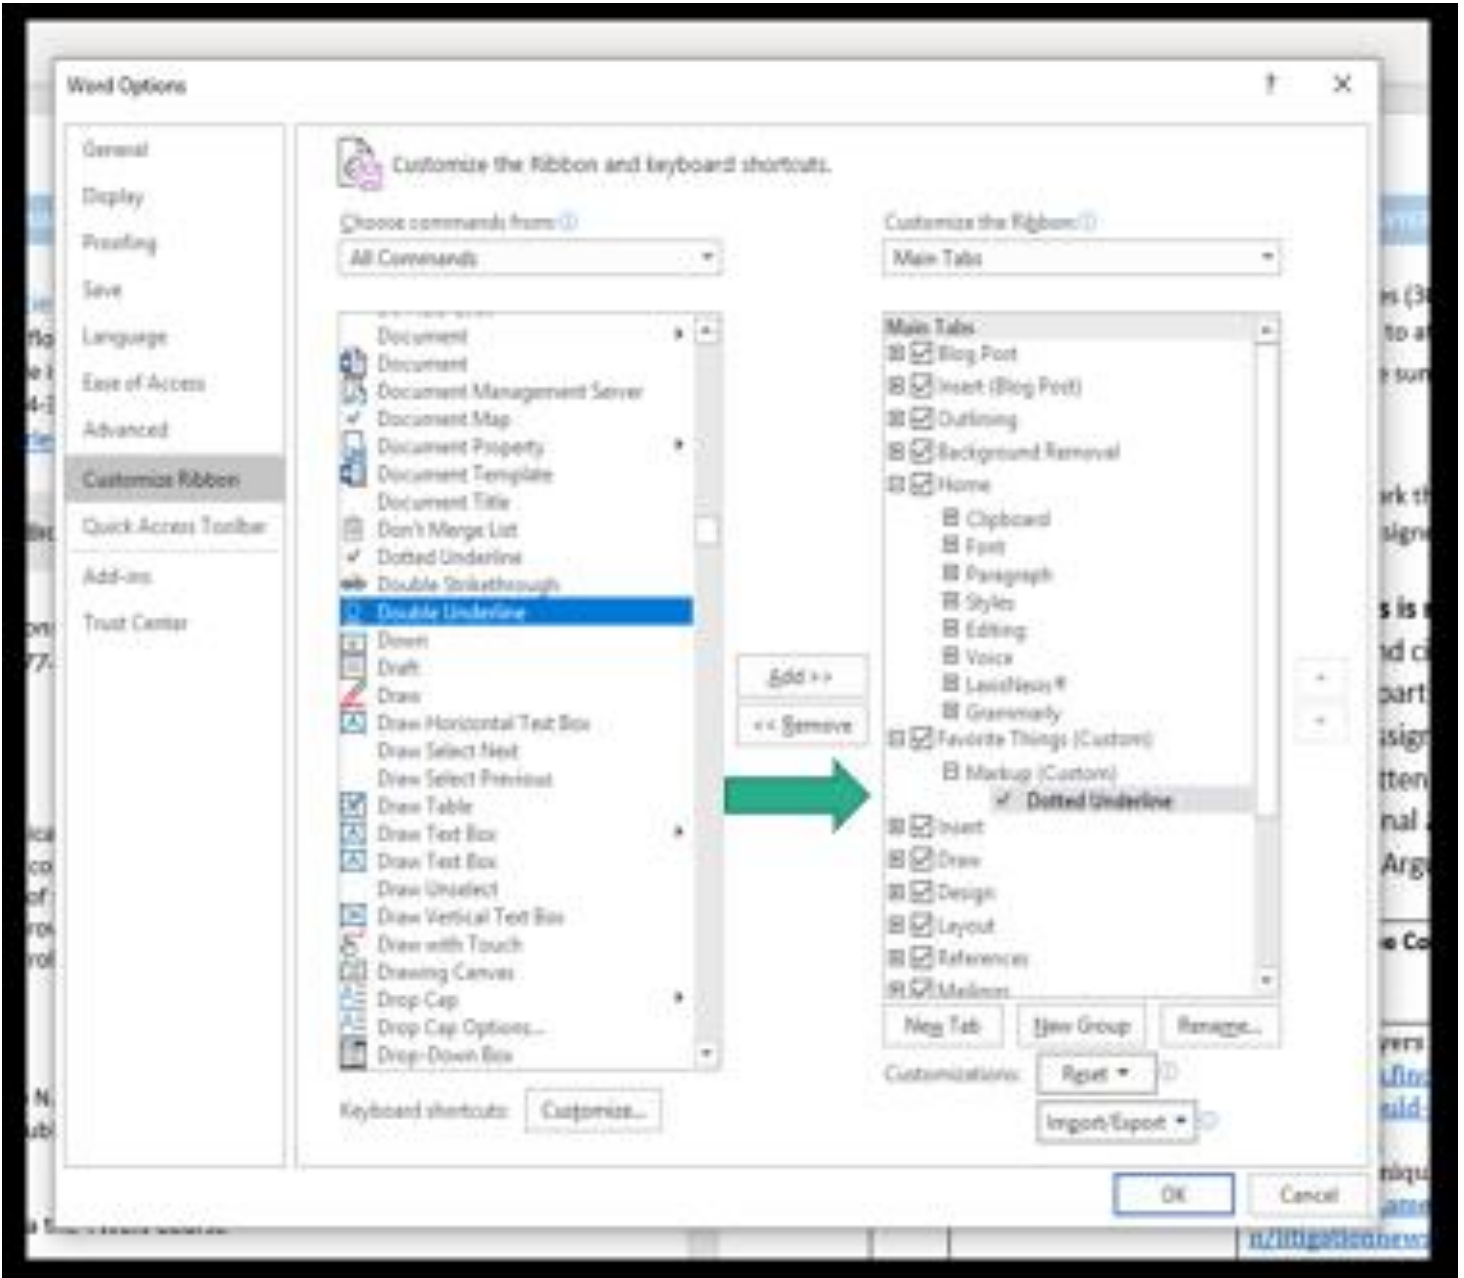 Word Options
General
Display
Proofing
Save
Language
Ease of Access
Advanced
Customize Ribbon
Quick Access Toolbar
Add-ins
Trust Center
Customize the Ribbon and keyboard shortcuts.
Choose commands from:
All Commands
Document
Document
Document Management Server
Document Map
Document Property
Document Template
Document Title
Don't Merge List
Dotted Underline
Double Strikethrough
Double Underline
Down
Draft
Draw
Draw Horizontal Text Box
Draw Select Next
Draw Select Previous
Draw Table
Draw Text Box
Draw Text Box
Draw Unselect
Draw Vertical Text Box
Draw with Touch
Drawing Canvas
Drop Cap
Drop Cap Options...
Drop-Down Box
Keyboard shortcuts: Customize...
Add >>
<< Remove
Customize the Ribbon:
Main Tabs
Main Tabs
Blog Post
Insert (Blog Post)
Outlining
Background Removal
Home
Clipboard
Font
Paragraph
Styles
Editing
Voice
LexisNexis®
Grammarly
Favorite Things (Custom)
Markup (Custom)
Dotted Underline
Insert
Draw
Design
Layout
References
Mailings
New Tab New Group Rename...
Customizations: Reset
Import/Export
OK Cancel